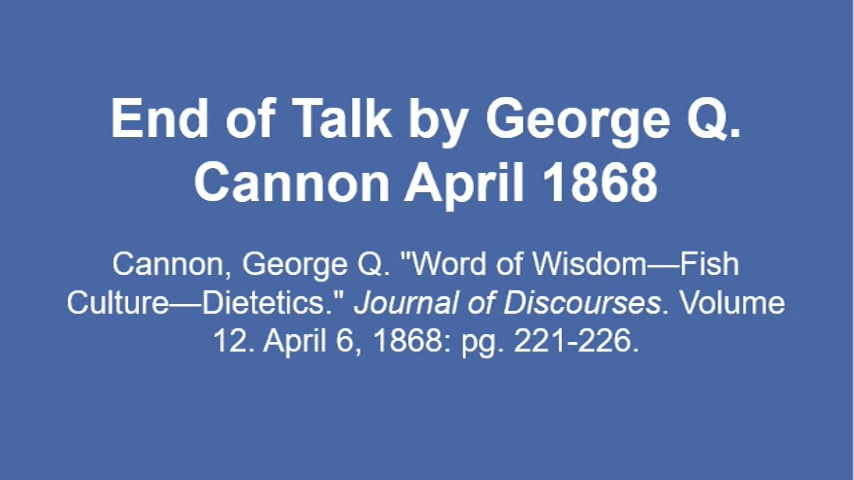 End of Talk by George Q.
Cannon April 1868
Cannon, George Q. "Word of Wisdom—Fish
Culture—Dietetics." Journal of Discourses. Volume
12. April 6, 1868: pg. 221-226.